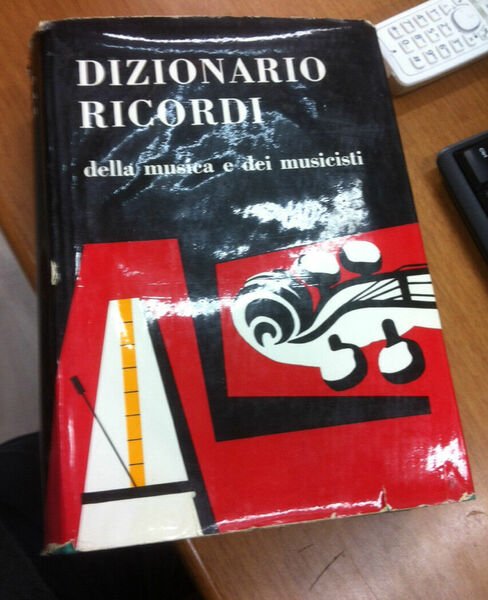 DIZIONARIO
RICORDI
della musica e dei musicisti